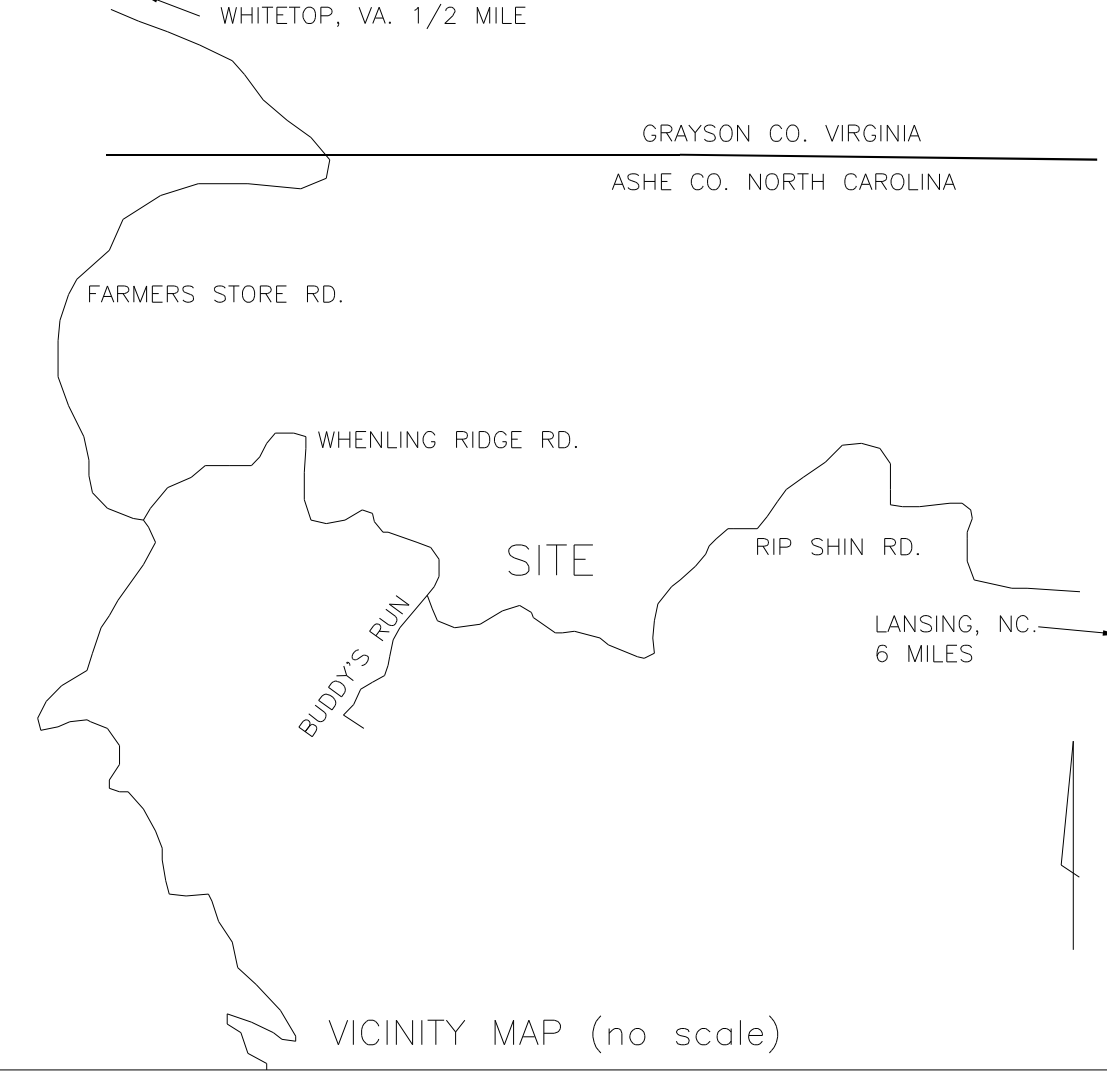 WHITETOP, VA. 1/2 MILE
GRAYSON CO. VIRGINIA
ASHE CO. NORTH CAROLINA
FARMERS STORE RD.
WHENLING RIDGE RD.
SITE
RIP SHIN RD.
BUDDY'S RUN
LANSING, NC.
6 MILES
VICINITY MAP (no scale)